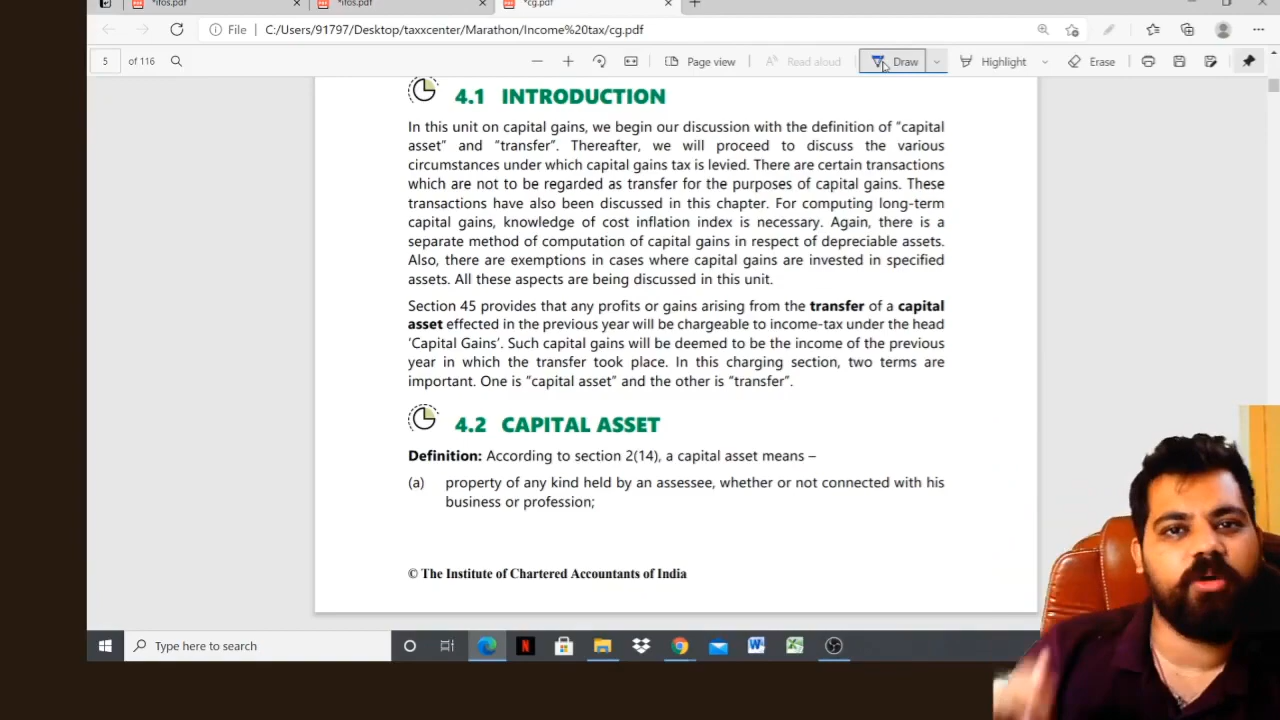 *ifos.pdf
*ifos.pdf
*cg.pdf
File C:/Users/91797/Desktop/taxxcenter/Marathon/Income%20tax/cg.pdf
5 of 116 Page view Read aloud Draw Highlight Erase
4.1 INTRODUCTION
In this unit on capital gains, we begin our discussion with the definition of “capital
asset” and “transfer”. Thereafter, we will proceed to discuss the various
circumstances under which capital gains tax is levied. There are certain transactions
which are not to be regarded as transfer for the purposes of capital gains. These
transactions have also been discussed in this chapter. For computing long-term
capital gains, knowledge of cost inflation index is necessary. Again, there is a
separate method of computation of capital gains in respect of depreciable assets.
Also, there are exemptions in cases where capital gains are invested in specified
assets. All these aspects are being discussed in this unit.
Section 45 provides that any profits or gains arising from the transfer of a capital
asset effected in the previous year will be chargeable to income-tax under the head
‘Capital Gains’. Such capital gains will be deemed to be the income of the previous
year in which the transfer took place. In this charging section, two terms are
important. One is “capital asset” and the other is “transfer”.
4.2 CAPITAL ASSET
Definition: According to section 2(14), a capital asset means –
(a) property of any kind held by an assessee, whether or not connected with his
business or profession;
© The Institute of Chartered Accountants of India
Type here to search